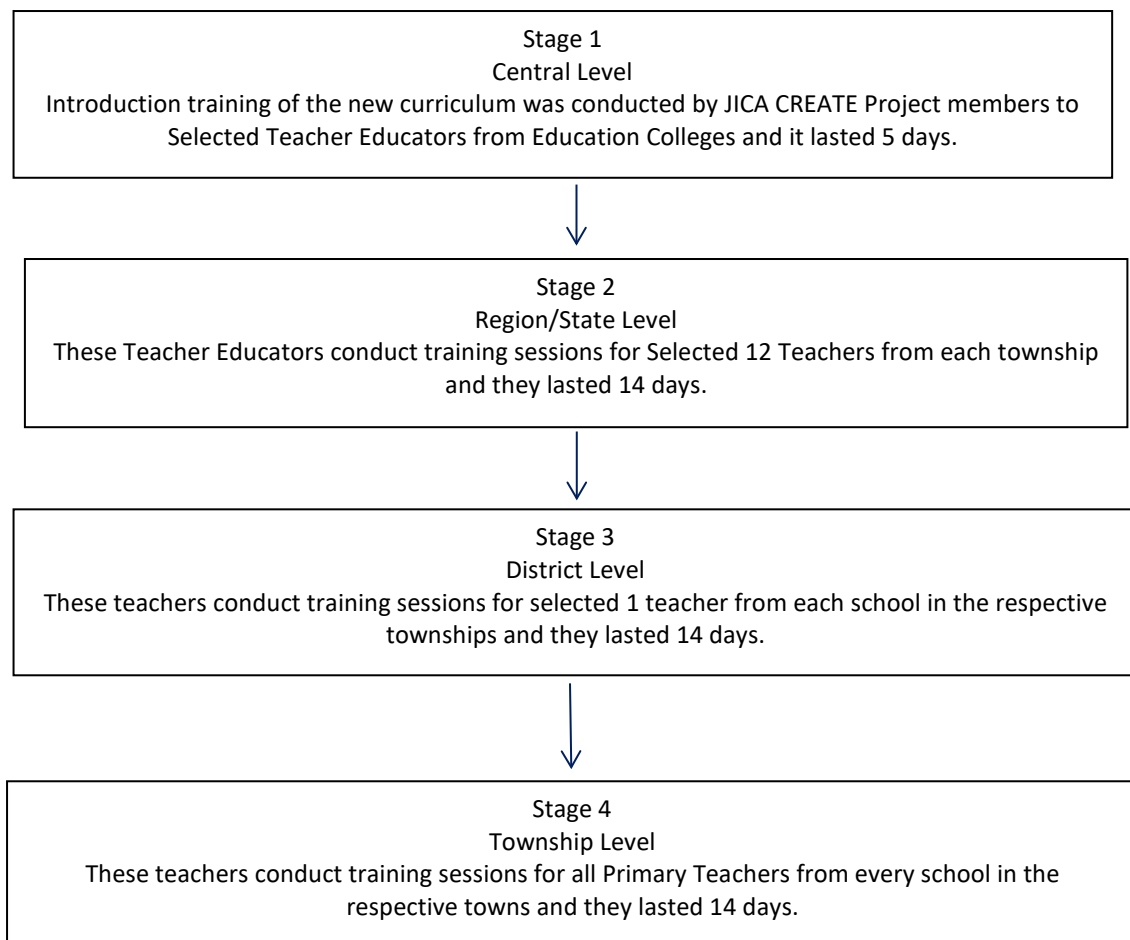 Stage 1
Central Level
Introduction training of the new curriculum was conducted by JICA CREATE Project members to
Selected Teacher Educators from Education Colleges and it lasted 5 days.
Stage 2
Region/State Level
These Teacher Educators conduct training sessions for Selected 12 Teachers from each township
and they lasted 14 days.
Stage 3
District Level
These teachers conduct training sessions for selected 1 teacher from each school in the respective
townships and they lasted 14 days.
Stage 4
Township Level
These teachers conduct training sessions for all Primary Teachers from every school in the
respective towns and they lasted 14 days.